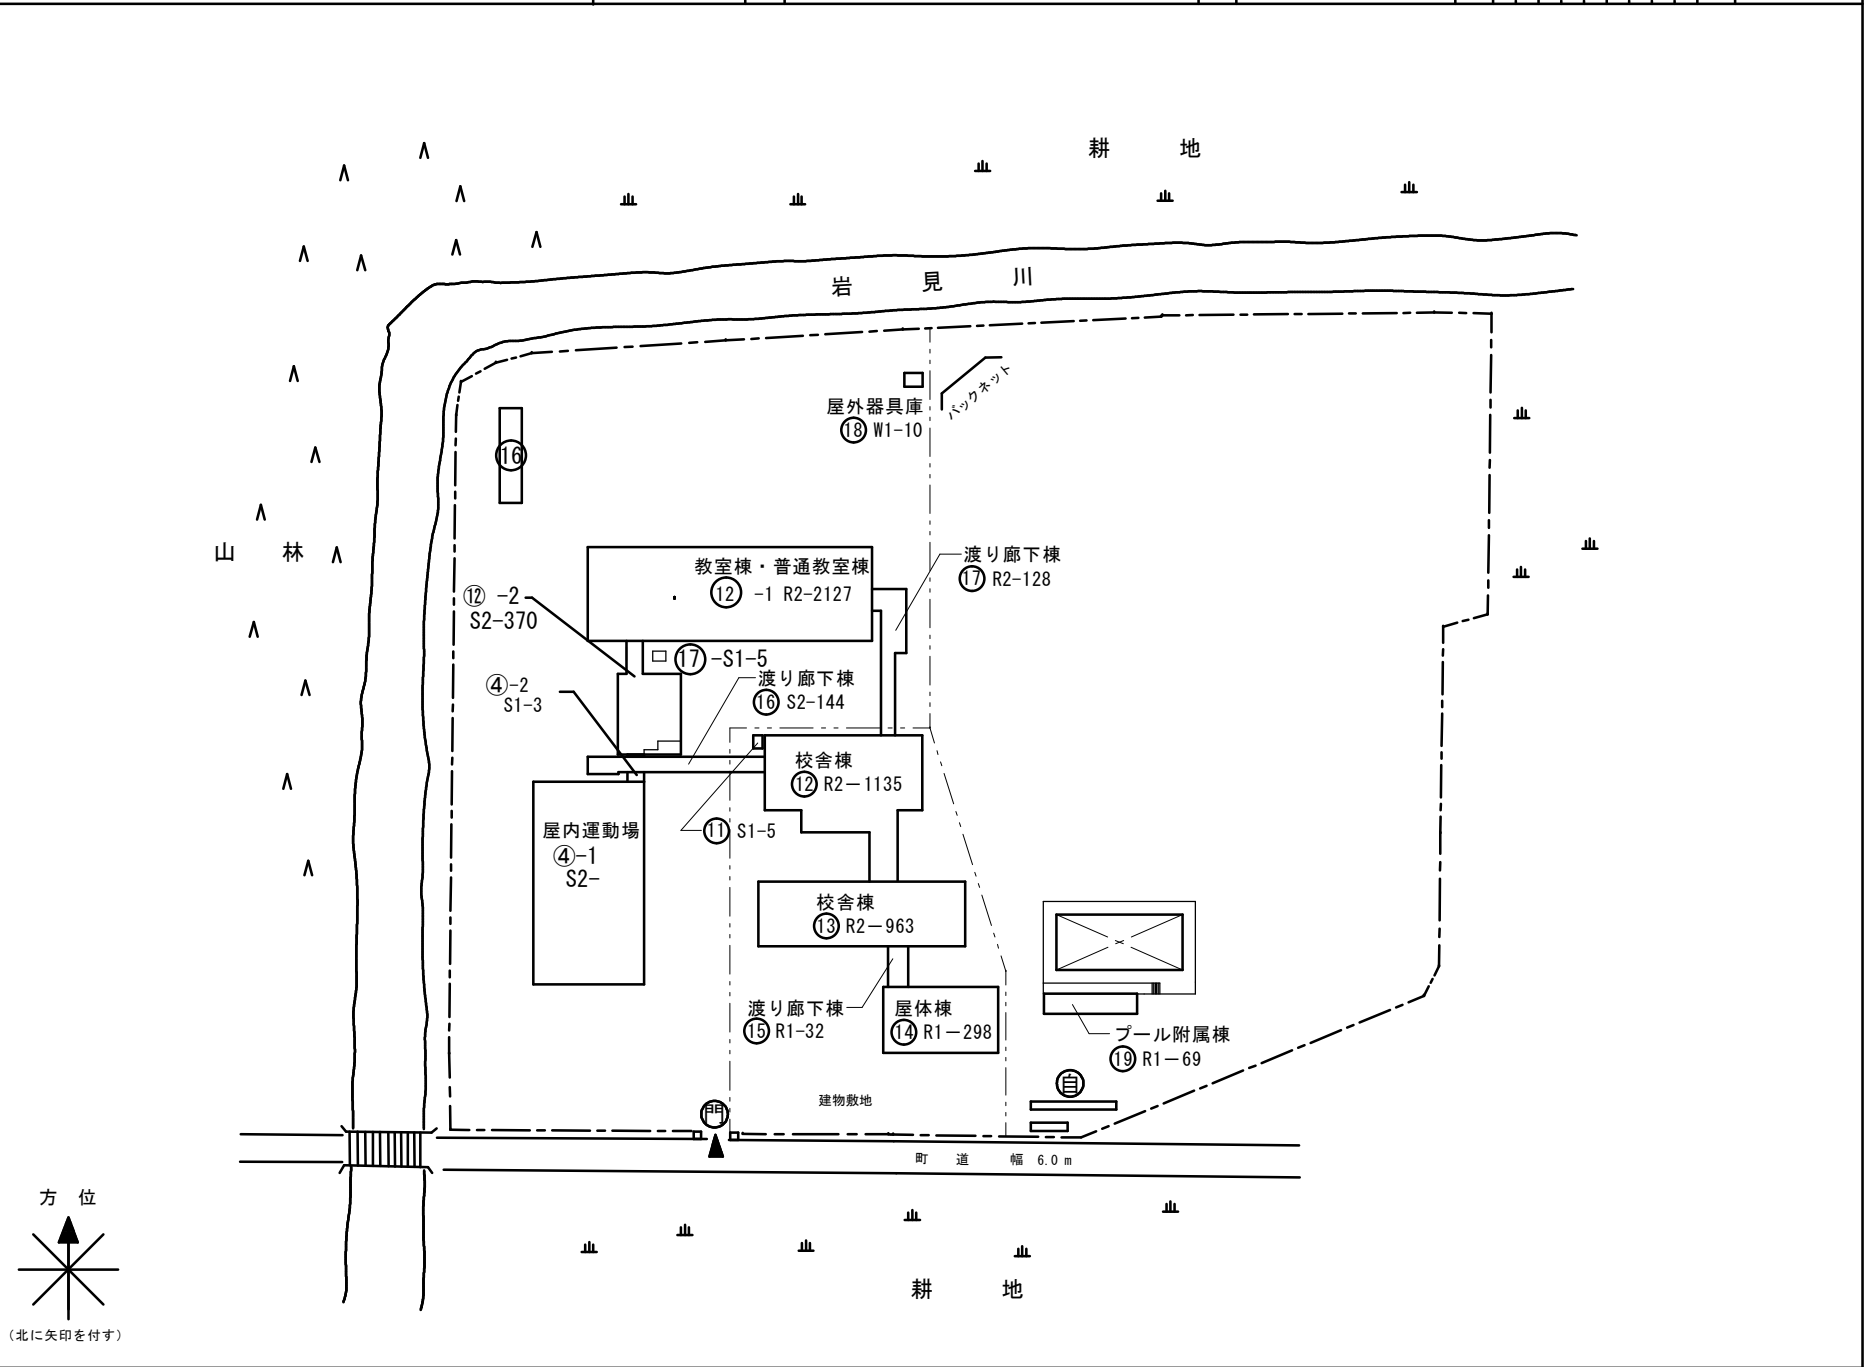 耕　地
岩　見　川
バックネット
屋外器具庫
⑱ W1-10
⑯
山　林
教室棟・普通教室棟
⑫ -1 R2-2127
渡り廊下棟
⑰ R2-128
⑫ -2
S2-370
⑰ -S1-5
④-2
S1-3
渡り廊下棟
⑯ S2-144
校舎棟
⑫ R2－1135
⑪ S1-5
屋内運動場
④-1
S2-
校舎棟
⑬ R2－963
渡り廊下棟
⑮ R1-32
屋体棟
⑭ R1－298
プール附属棟
⑲ R1－69
自
建物敷地
門
町　道　幅 6.0 m
方　位
耕　地
(北に矢印を付す)